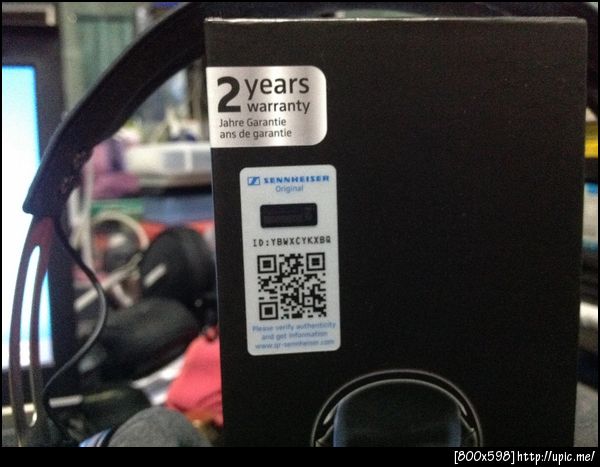 2 years
warranty
Jahre Garantie
ans de garantie
SENNHEISER
Original
ID:YBWXCYKXBQ
Please verify authenticity
and get information
www.qr-sennheiser.com
[800x598] http://upic.me/